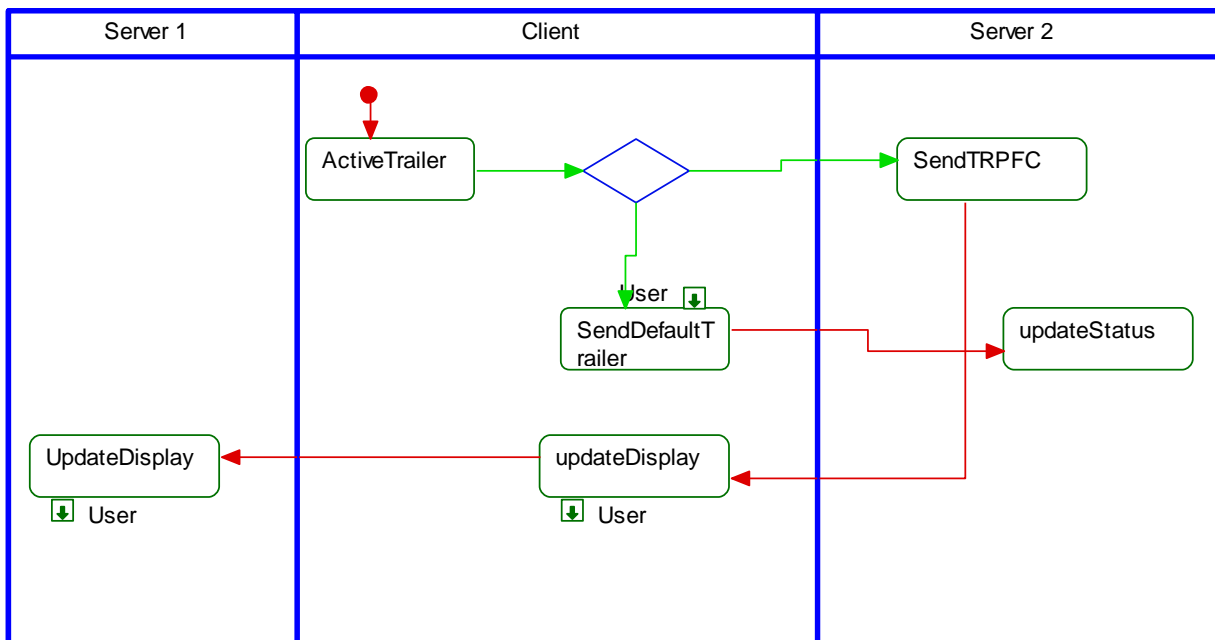 Server 1
Client
Server 2
ActiveTrailer
SendTRPFC
User
SendDefaultT
railer
updateStatus
UpdateDisplay
updateDisplay
User
User